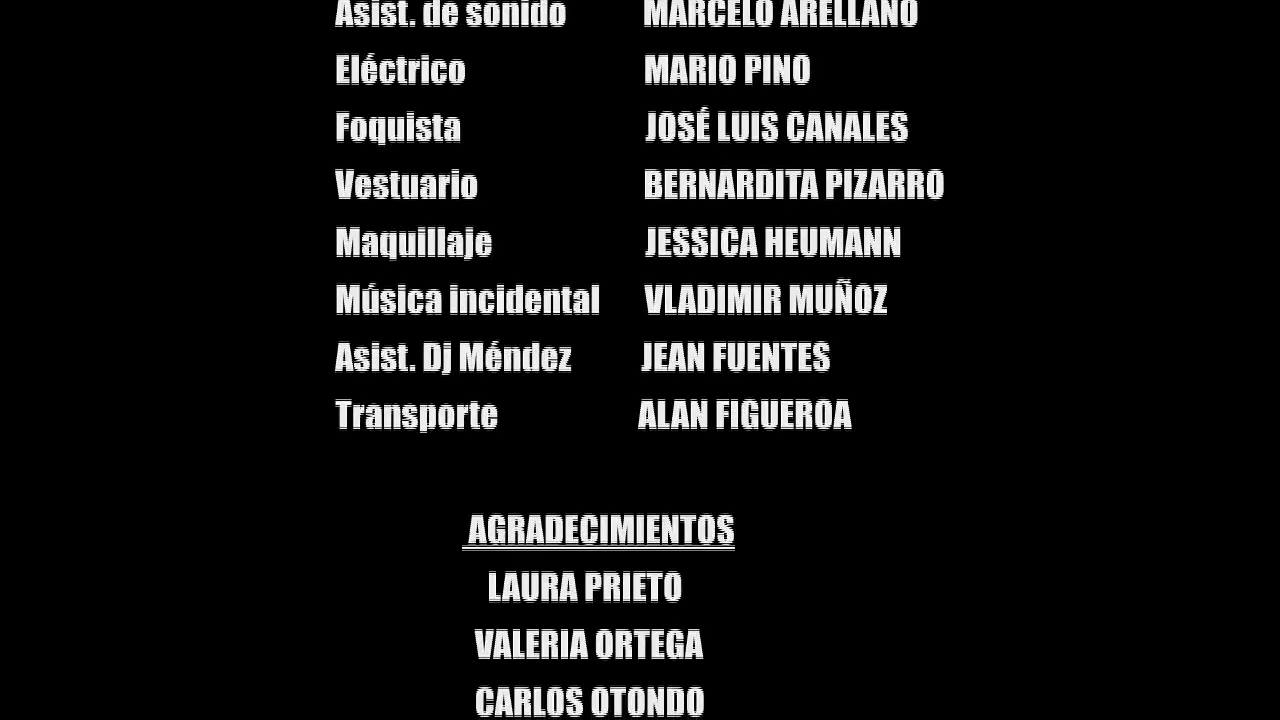 Asist. de sonido MARCELO ARELLANO
Eléctrico MARIO PINO
Foquista JOSÉ LUIS CANALES
Vestuario BERNARDITA PIZARRO
Maquillaje JESSICA HEUMANN
Música incidental VLADIMIR MUÑOZ
Asist. Dj Méndez JEAN FUENTES
Transporte ALAN FIGUEROA
AGRADECIMIENTOS
LAURA PRIETO
VALERIA ORTEGA
CARLOS OTONDO